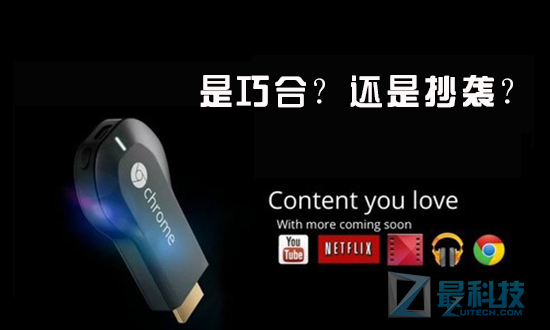 是巧合？还是抄袭？
chrome
Content you love
With more coming soon
You
Tube
NETFLIX
最科技
ZUITECH.COM